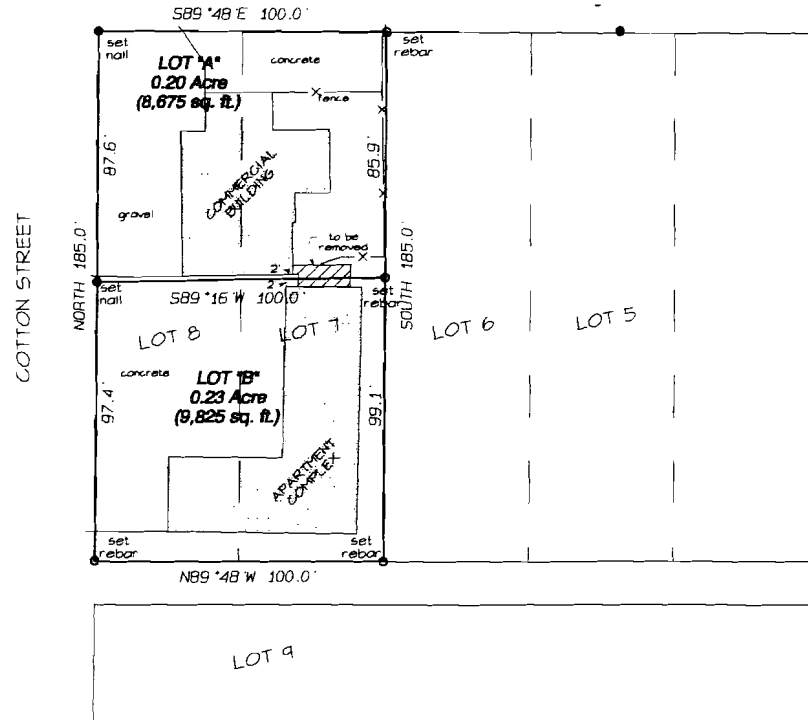 S89°48'E 100.0'
set
nail
LOT "A"
0.20 Acre
(8,675 sq. ft.)
concrete
set
rebar
fence
87.6'
85.9'
COMMERCIAL
BUILDING
gravel
to be
removed
COTTON STREET
NORTH 185.0'
SOUTH 185.0'
2'
2'
set
nail
S89°16'W 100.0'
set
rebar
LOT 8
LOT 7
LOT 6
LOT 5
concrete
LOT "B"
0.23 Acre
(9,825 sq. ft.)
97.4'
99.1'
APARTMENT
COMPLEX
set
rebar
set
rebar
N89°48'W 100.0'
LOT 9